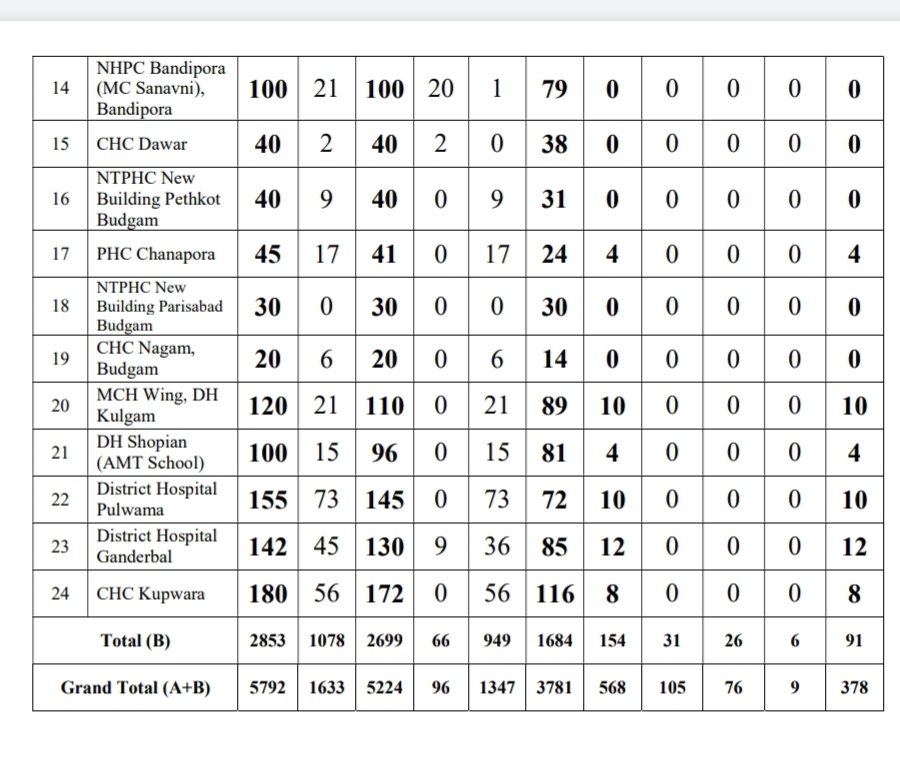 14 NHPC Bandipora (MC Sanavni), Bandipora 100 21 100 20 1 79 0 0 0 0 0
15 CHC Dawar 40 2 40 2 0 38 0 0 0 0 0
16 NTPHC New Building Pethkot Budgam 40 9 40 0 9 31 0 0 0 0 0
17 PHC Chanapora 45 17 41 0 17 24 4 0 0 0 4
18 NTPHC New Building Parisabad Budgam 30 0 30 0 0 30 0 0 0 0 0
19 CHC Nagam, Budgam 20 6 20 0 6 14 0 0 0 0 0
20 MCH Wing, DH Kulgam 120 21 110 0 21 89 10 0 0 0 10
21 DH Shopian (AMT School) 100 15 96 0 15 81 4 0 0 0 4
22 District Hospital Pulwama 155 73 145 0 73 72 10 0 0 0 10
23 District Hospital Ganderbal 142 45 130 9 36 85 12 0 0 0 12
24 CHC Kupwara 180 56 172 0 56 116 8 0 0 0 8
Total (B) 2853 1078 2699 66 949 1684 154 31 26 6 91
Grand Total (A+B) 5792 1633 5224 96 1347 3781 568 105 76 9 378